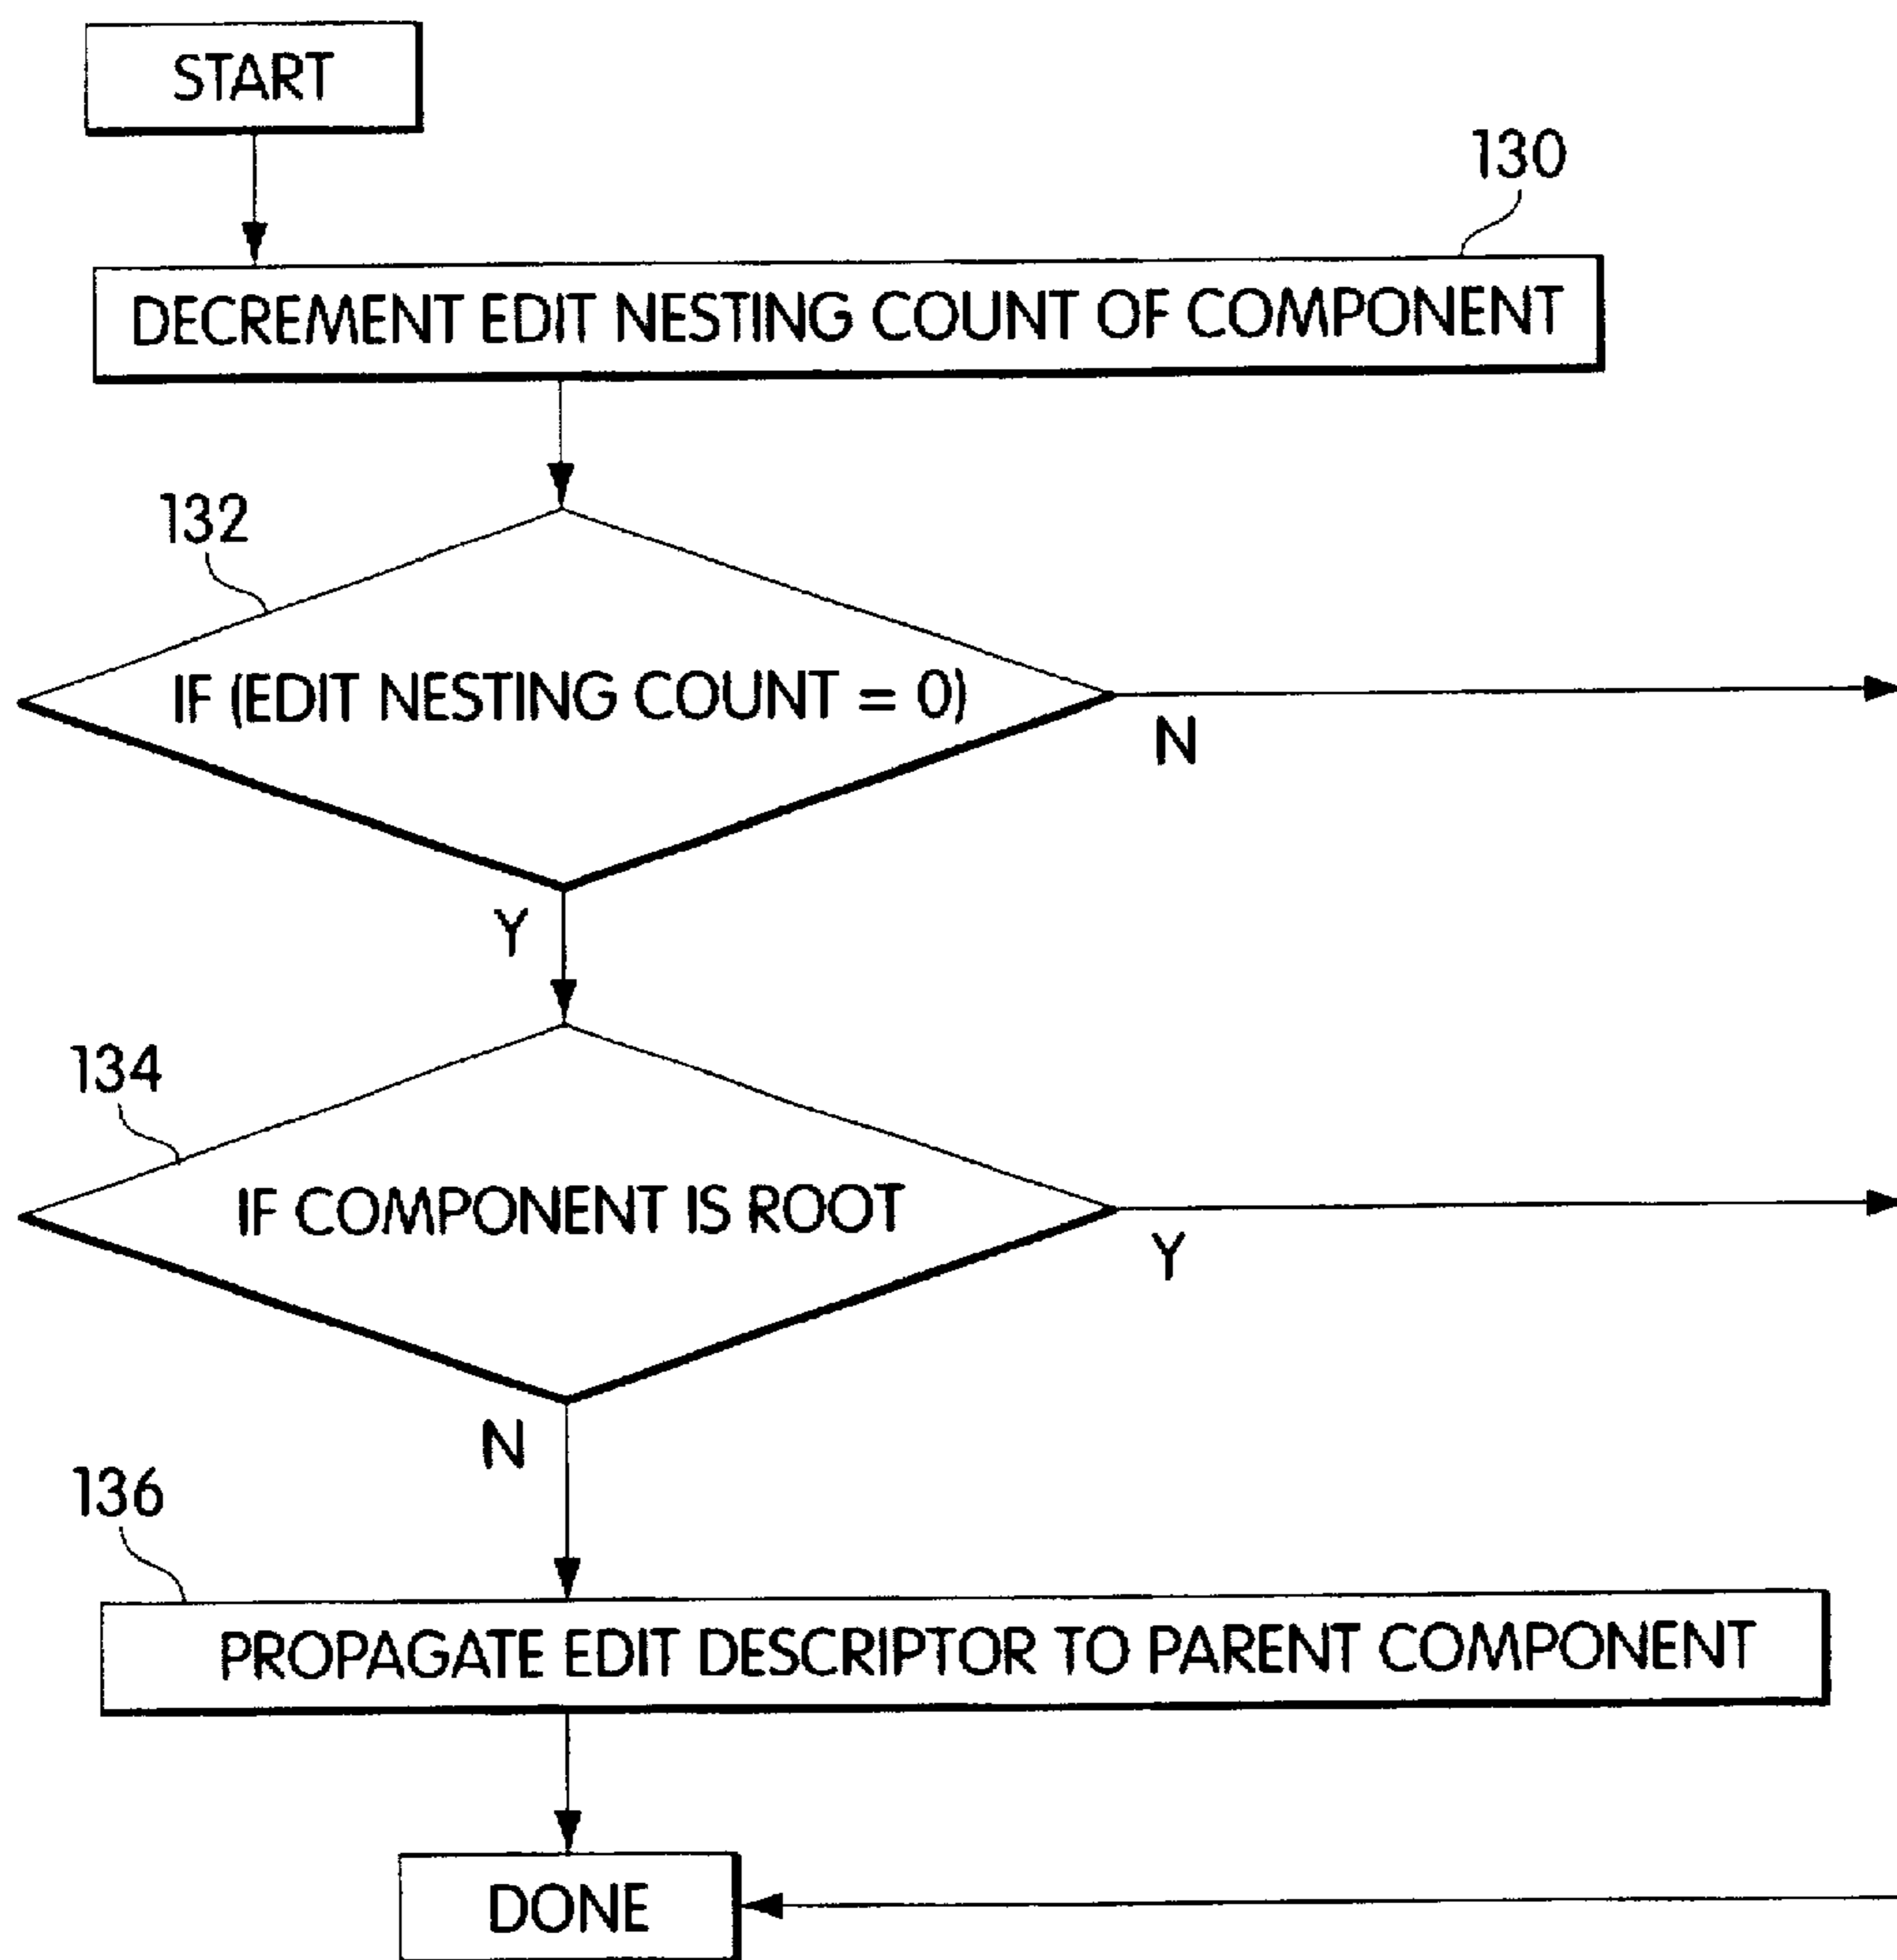 START
130
DECREMENT EDIT NESTING COUNT OF COMPONENT
132
IF (EDIT NESTING COUNT = 0)
N
Y
134
IF COMPONENT IS ROOT
Y
N
136
PROPAGATE EDIT DESCRIPTOR TO PARENT COMPONENT
DONE